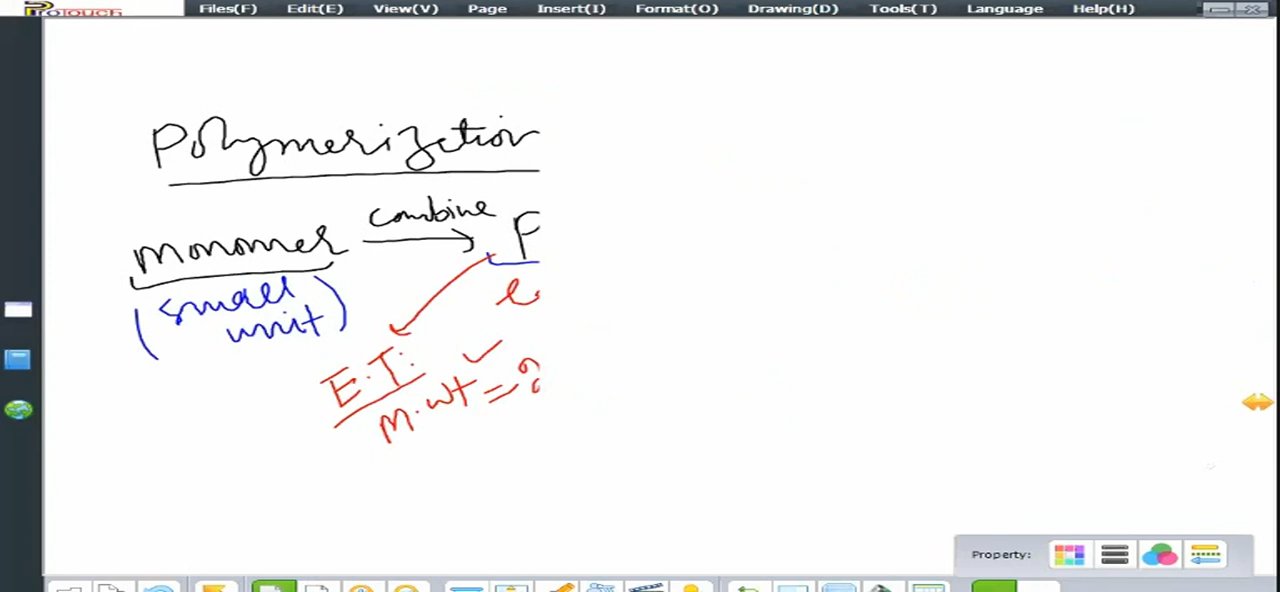 Files(F) Edit(E) View(V) Page Insert(I) Format(O) Drawing(D) Tools(T) Language Help(H)
Polymerization
monomer combine P
(small
unit)
E.T:
M.wt = ?
Property: